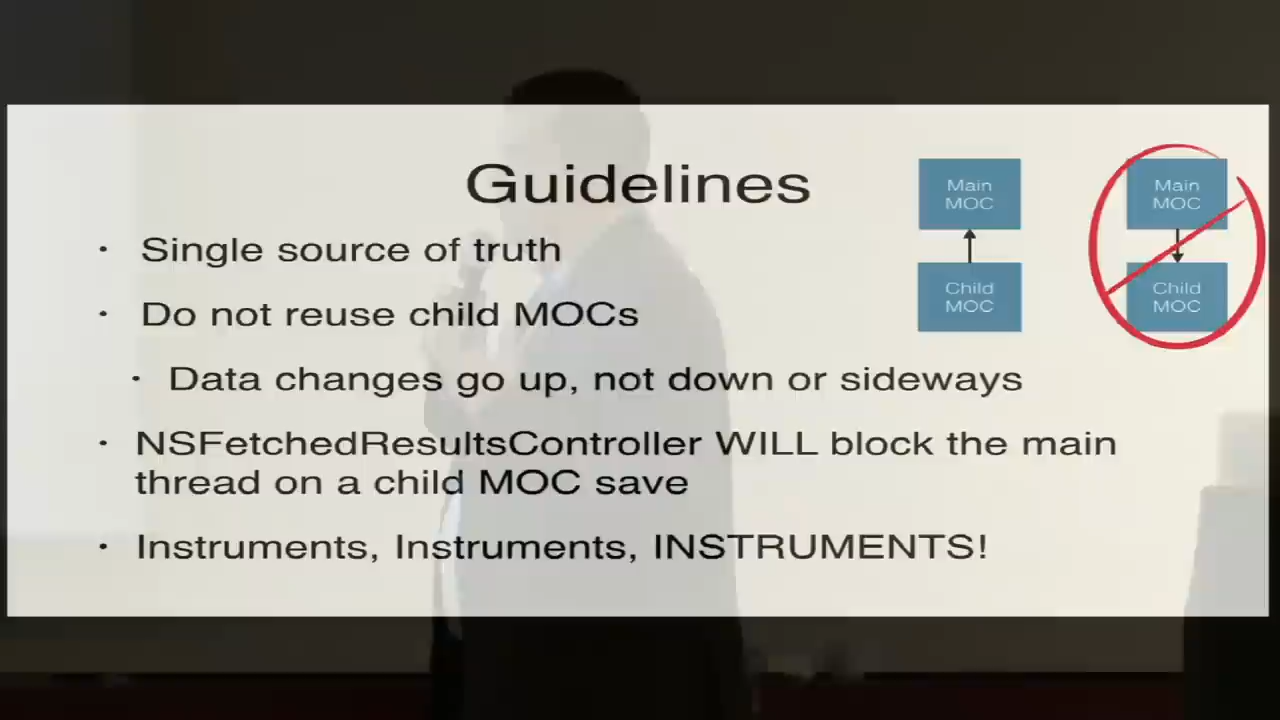 Guidelines
• Single source of truth
• Do not reuse child MOCs
• Data changes go up, not down or sideways
• NSFetchedResultsController WILL block the main
thread on a child MOC save
• Instruments, Instruments, INSTRUMENTS!
Main
MOC
Child
MOC
Main
MOC
Child
MOC